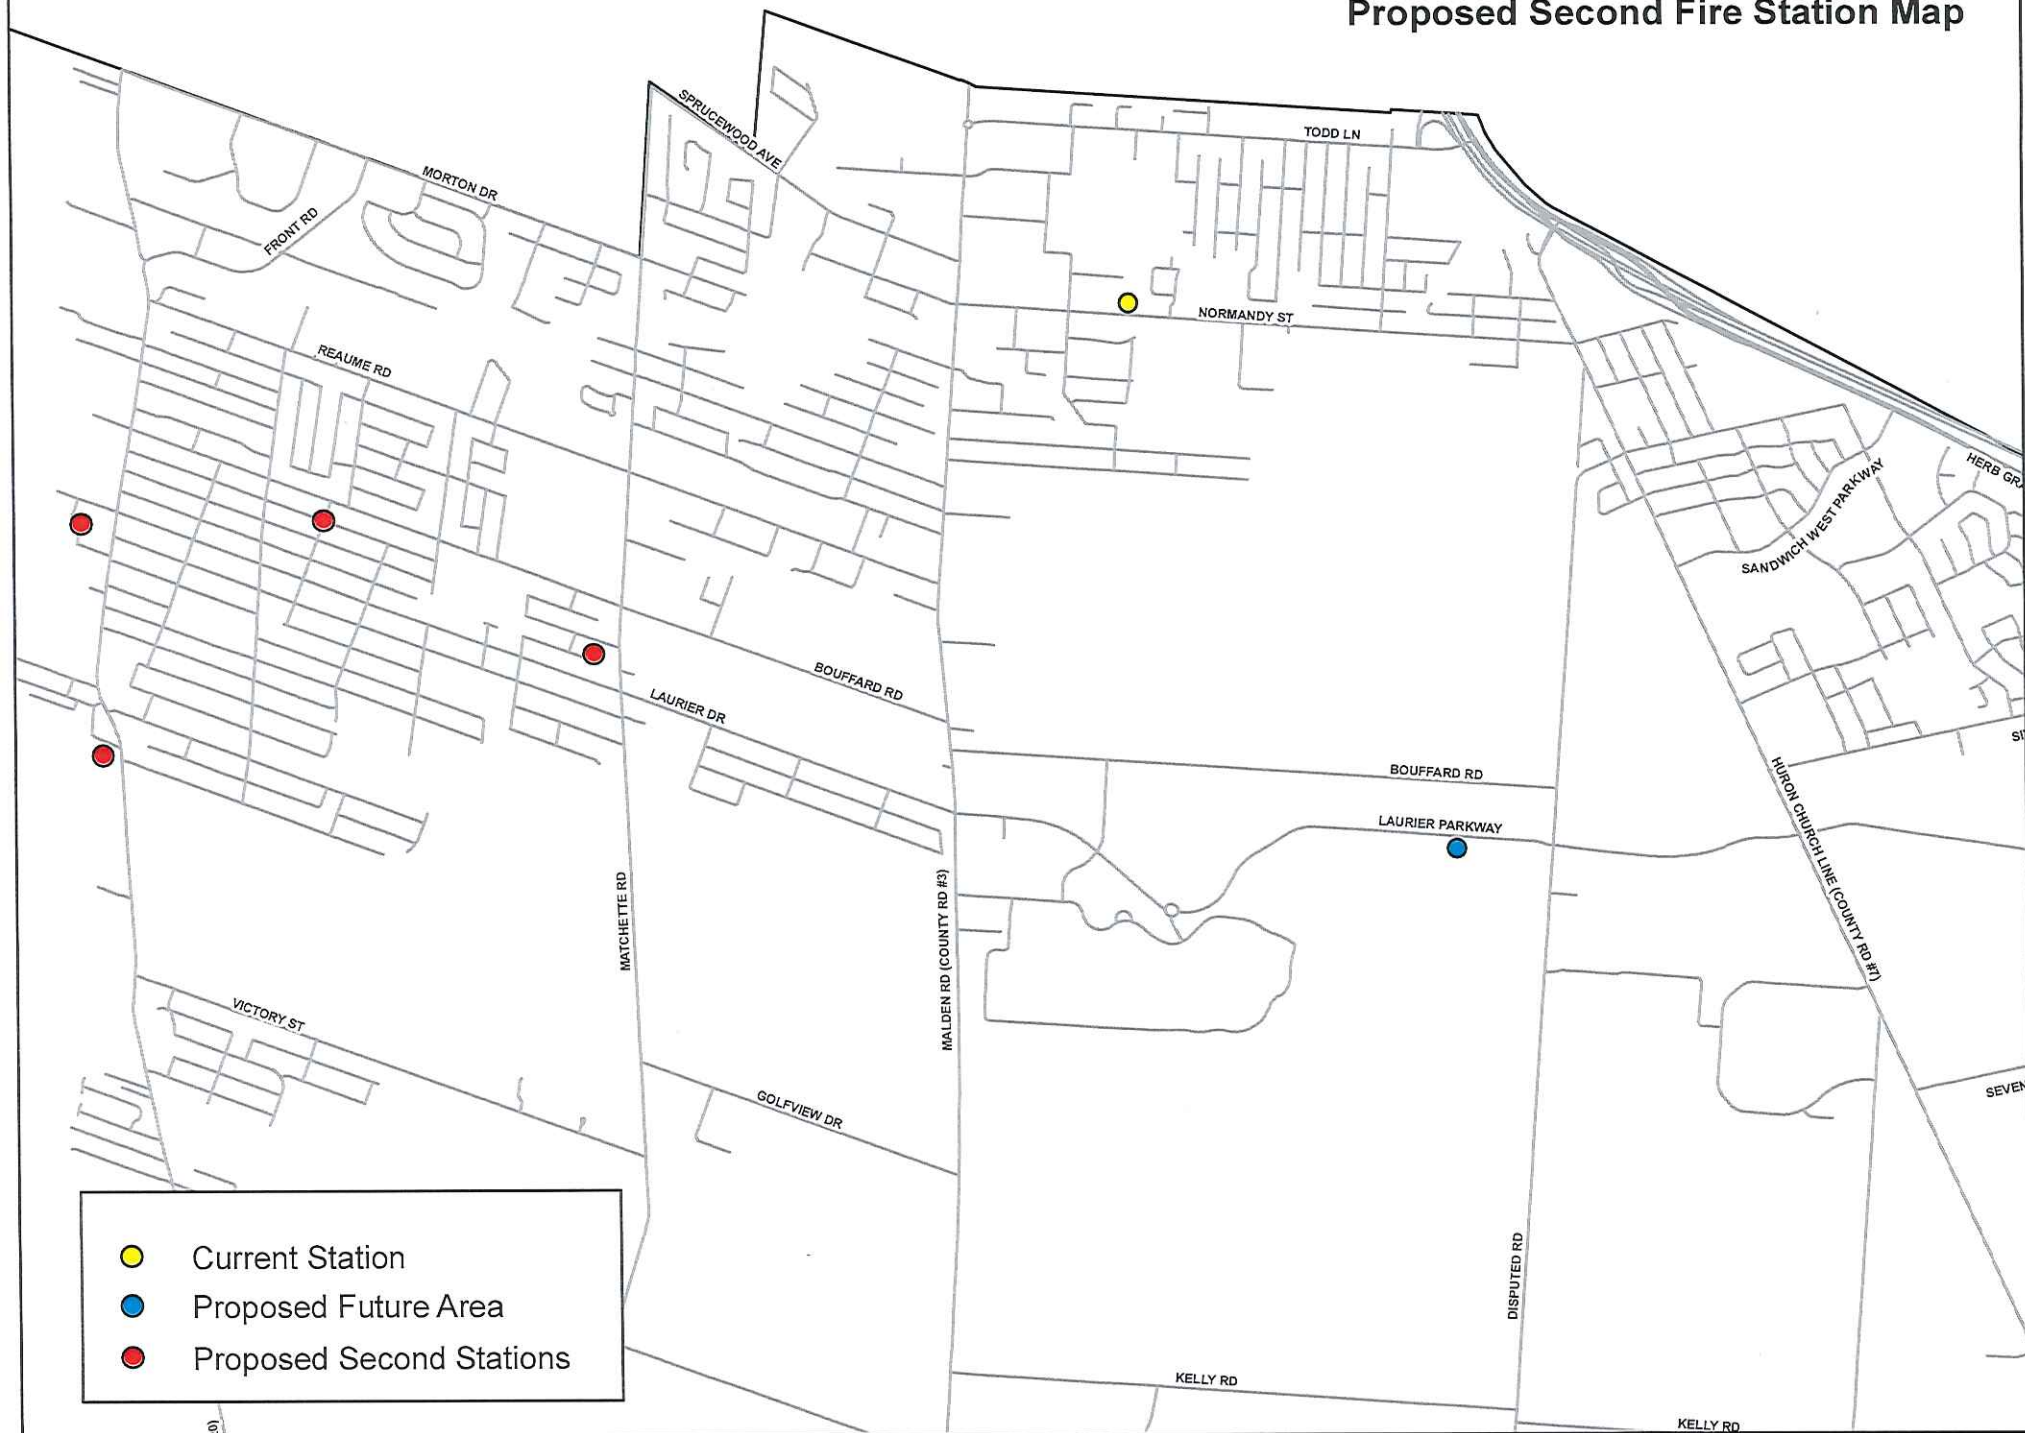 Proposed Second Fire Station Map
SPRUCEWOOD AVE
TODD LN
MORTON DR
FRONT RD
NORMANDY ST
REAUME RD
HERB GRA
SANDWICH WEST PARKWAY
BOUFFARD RD
LAURIER DR
BOUFFARD RD
LAURIER PARKWAY
HURON CHURCH LINE (COUNTY RD #7)
SI
MATCHETTE RD
MALDEN RD (COUNTY RD #3)
VICTORY ST
GOLFVIEW DR
SEVEN
DISPUTED RD
Current Station
Proposed Future Area
Proposed Second Stations
KELLY RD
KELLY RD